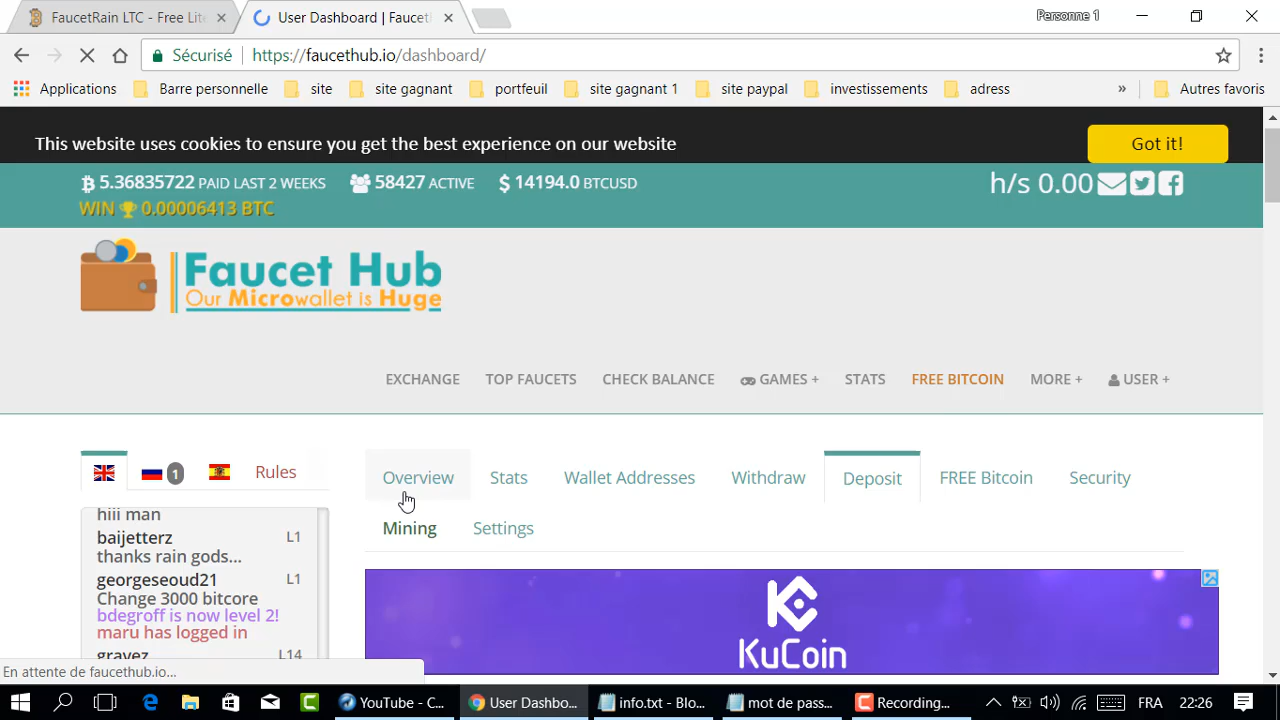 FaucetRain LTC - Free Lite
User Dashboard | FaucetH
Personne 1
Sécurisé
https://faucethub.io/dashboard/
Applications
Barre personnelle
site
site gagnant
portfeuil
site gagnant 1
site paypal
investissements
adress
»
Autres favoris
This website uses cookies to ensure you get the best experience on our website
Got it!
5.36835722 PAID LAST 2 WEEKS
58427 ACTIVE
$ 14194.0 BTCUSD
h/s 0.00
WIN 0.00006413 BTC
Faucet Hub
Our Microwallet is Huge
EXCHANGE
TOP FAUCETS
CHECK BALANCE
GAMES +
STATS
FREE BITCOIN
MORE +
USER +
1
Rules
Overview
Stats
Wallet Addresses
Withdraw
Deposit
FREE Bitcoin
Security
Mining
Settings
hiii man
baijetterz L1
thanks rain gods...
georgeseoud21 L1
Change 3000 bitcore
bdegroff is now level 2!
maru has logged in
gravez L14
KuCoin
En attente de faucethub.io...
YouTube - C...
User Dashbo...
info.txt - Blo...
mot de pass...
Recording...
FRA
22:26